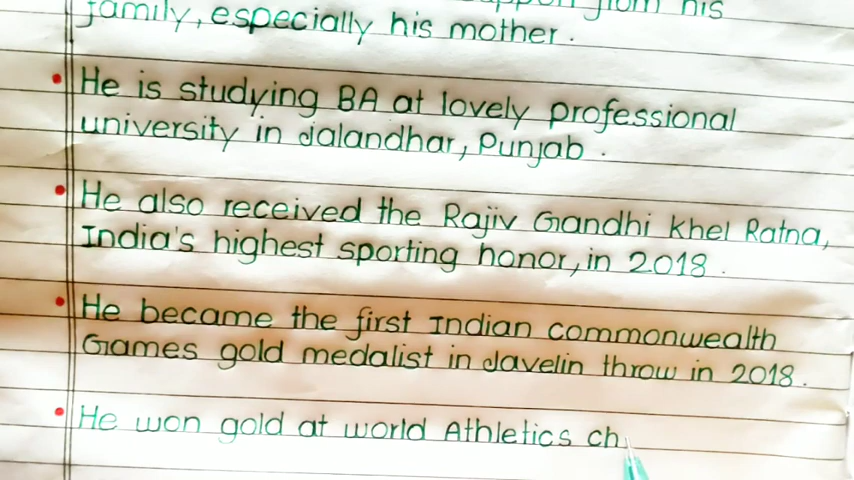 from his
family, especially his mother.
• He is studying BA at lovely professional
university in Jalandhar, Punjab.
• He also received the Rajiv Gandhi Khel Ratna,
India's highest sporting honor, in 2018.
• He became the first Indian commonwealth
Games gold medalist in Javelin throw in 2018.
• He won gold at world Athletics ch